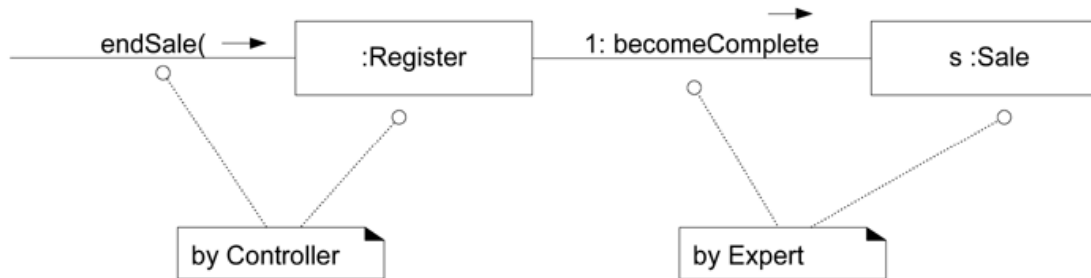 endSale(
:Register
1: becomeComplete
s :Sale
by Controller
by Expert